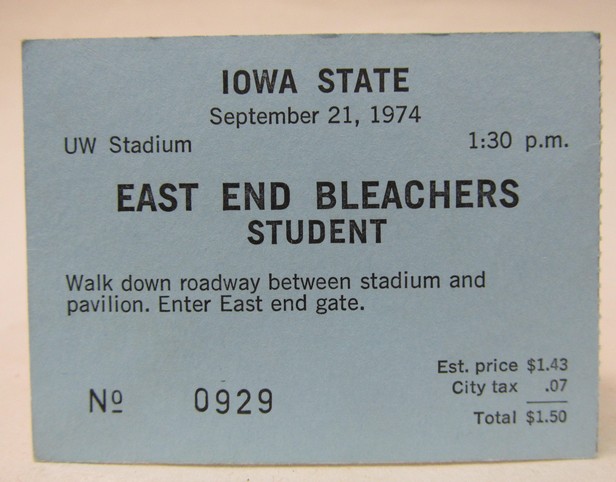 IOWA STATE
September 21, 1974
UW Stadium 1:30 p.m.
EAST END BLEACHERS
STUDENT
Walk down roadway between stadium and
pavilion. Enter East end gate.
Est. price $1.43
City tax .07
Nº 0929
Total $1.50